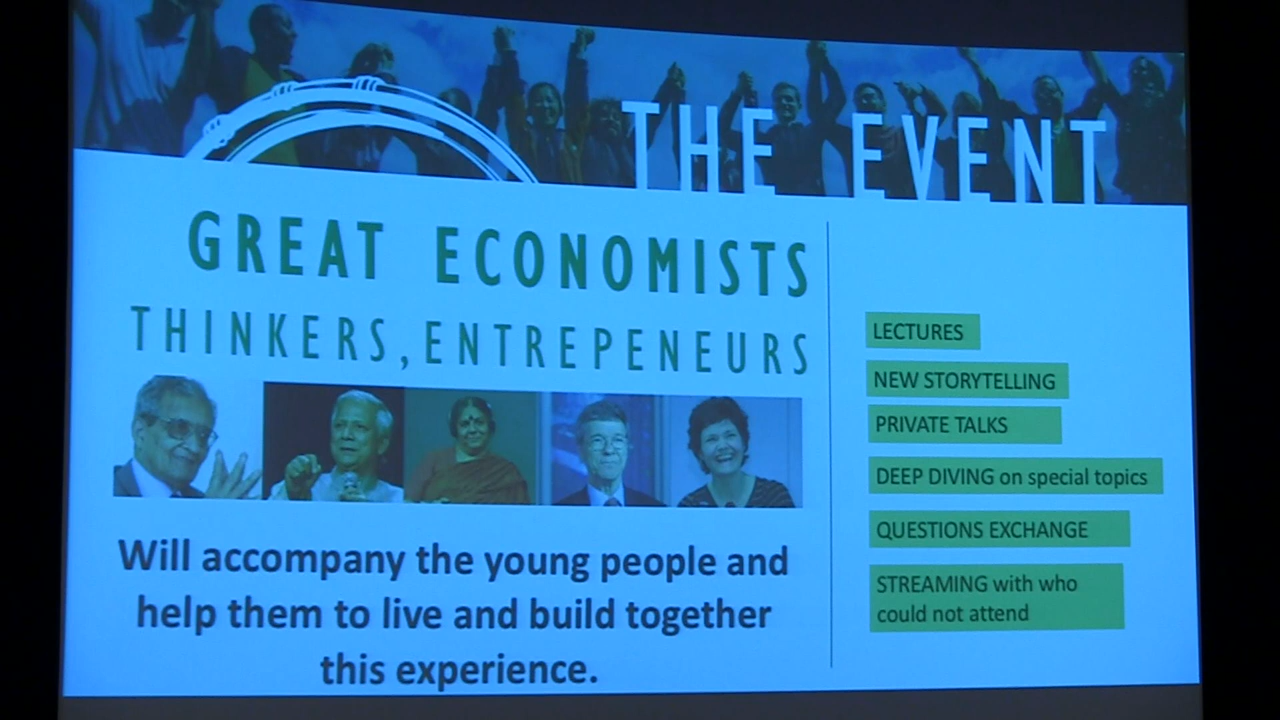 THE EVENT
GREAT ECONOMISTS
THINKERS, ENTREPENEURS
Will accompany the young people and
help them to live and build together
this experience.
LECTURES
NEW STORYTELLING
PRIVATE TALKS
DEEP DIVING on special topics
QUESTIONS EXCHANGE
STREAMING with who
could not attend